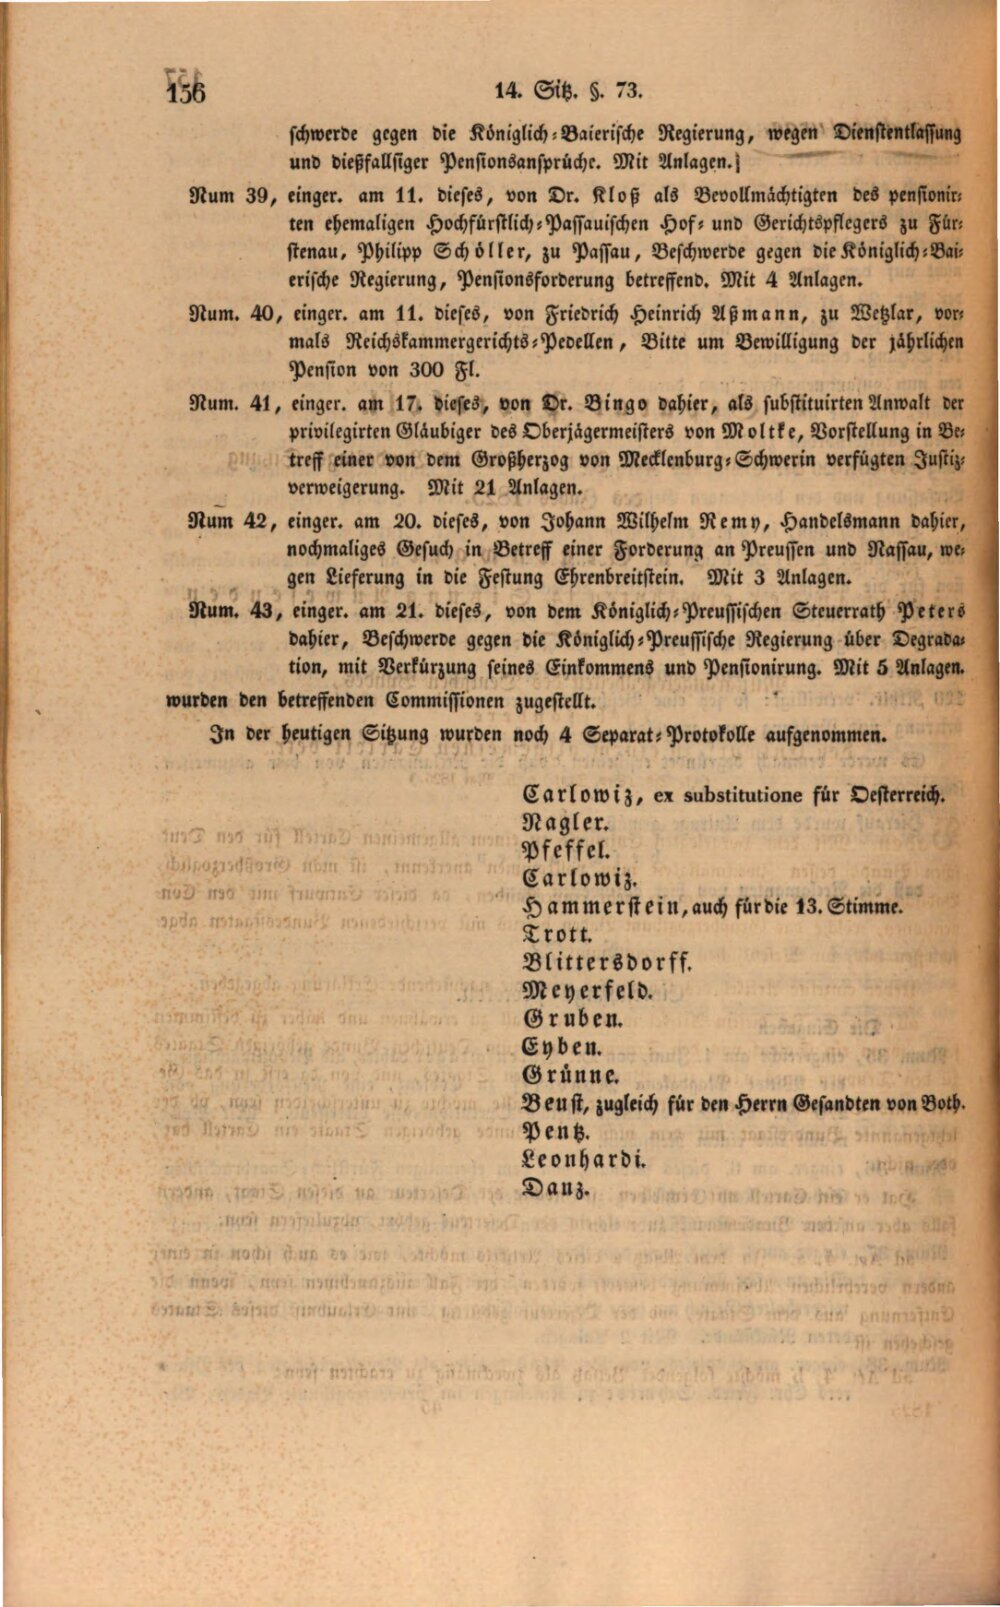 156
14. Sitz. §. 73.
schwerde gegen die Königlich-Baierische Regierung, wegen Dienstentlassung
und dießfallsiger Pensionsansprüche. Mit Anlagen.
Num 39, einger. am 11. dieses, von Dr. Kloß als Bevollmächtigten des pensionir-
ten ehemaligen Hochfürstlich-Passauischen Hof- und Gerichtspflegers zu Für-
stenau, Philipp Schöller, zu Passau, Beschwerde gegen die Königlich-Bai-
erische Regierung, Pensionsforderung betreffend. Mit 4 Anlagen.
Num. 40, einger. am 11. dieses, von Friedrich Heinrich Aßmann, zu Wetzlar, vor-
mals Reichskammergerichts-Pedellen, Bitte um Bewilligung der jährlichen
Pension von 300 Fl.
Num. 41, einger. am 17. dieses, von Dr. Bingo dahier, als substituirten Anwalt der
privilegirten Gläubiger des Oberjägermeisters von Moltke, Vorstellung in Be-
treff einer von dem Großherzog von Mecklenburg-Schwerin verfügten Justiz-
verweigerung. Mit 21 Anlagen.
Num 42, einger. am 20. dieses, von Johann Wilhelm Remy, Handelsmann dahier,
nochmaliges Gesuch in Betreff einer Forderung an Preussen und Nassau, we-
gen Lieferung in die Festung Ehrenbreitstein. Mit 3 Anlagen.
Num. 43, einger. am 21. dieses, von dem Königlich-Preussischen Steuerrath Peters
dahier, Beschwerde gegen die Königlich-Preussische Regierung über Degrada-
tion, mit Verkürzung seines Einkommens und Pensionirung. Mit 5 Anlagen.
wurden den betreffenden Commissionen zugestellt.
In der heutigen Sitzung wurden noch 4 Separat-Protokolle aufgenommen.
Carlowiz, ex substitutione für Oesterreich.
Nagler.
Pfeffel.
Carlowiz.
Hammerstein, auch für die 13. Stimme.
Trott.
Blittersdorff.
Meyerfeld.
Gruben.
Eyben.
Grünne.
Beust, zugleich für den Herrn Gesandten von Both.
Pentz.
Leonhardi.
Danz.